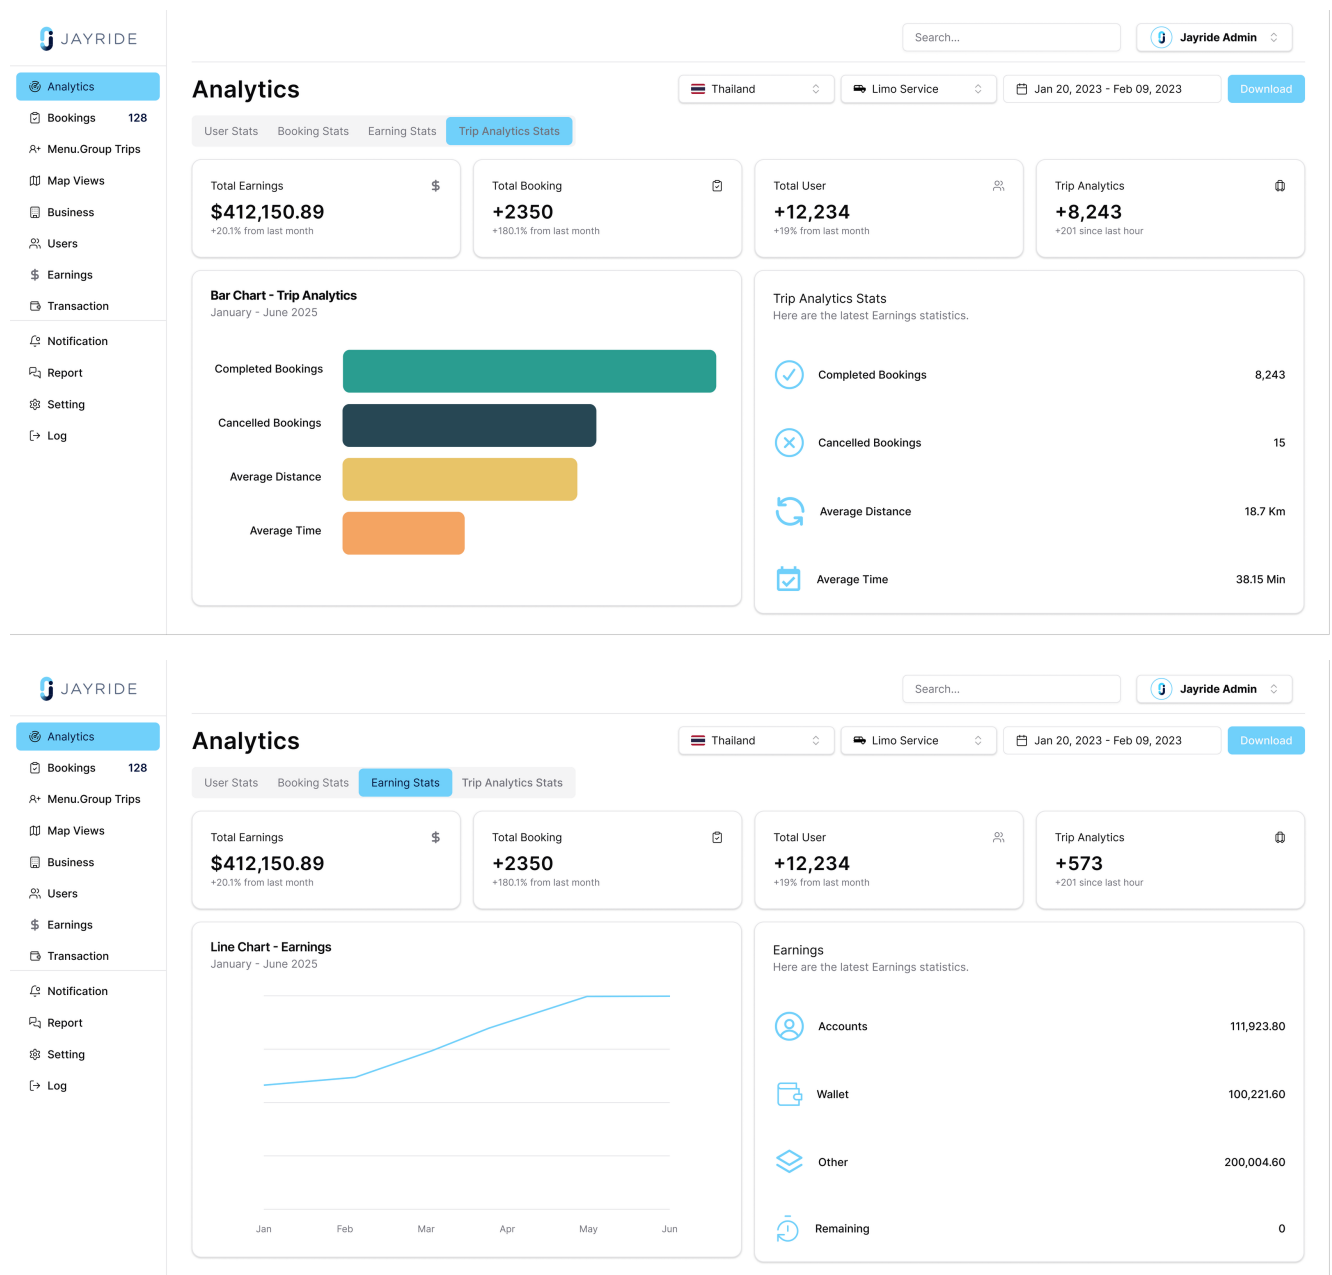 JAYRIDE
Search...
Jayride Admin
Analytics
Bookings 128
Menu.Group Trips
Map Views
Business
Users
Earnings
Transaction
Notification
Report
Setting
Log
Analytics
Thailand
Limo Service
Jan 20, 2023 - Feb 09, 2023
Download
User Stats
Booking Stats
Earning Stats
Trip Analytics Stats
Total Earnings
$
$412,150.89
+20.1% from last month
Total Booking
+2350
+180.1% from last month
Total User
+12,234
+19% from last month
Trip Analytics
+8,243
+201 since last hour
Bar Chart - Trip Analytics
January - June 2025
Completed Bookings
Cancelled Bookings
Average Distance
Average Time
Trip Analytics Stats
Here are the latest Earnings statistics.
Completed Bookings 8,243
Cancelled Bookings 15
Average Distance 18.7 Km
Average Time 38.15 Min
JAYRIDE
Search...
Jayride Admin
Analytics
Bookings 128
Menu.Group Trips
Map Views
Business
Users
Earnings
Transaction
Notification
Report
Setting
Log
Analytics
Thailand
Limo Service
Jan 20, 2023 - Feb 09, 2023
Download
User Stats
Booking Stats
Earning Stats
Trip Analytics Stats
Total Earnings
$
$412,150.89
+20.1% from last month
Total Booking
+2350
+180.1% from last month
Total User
+12,234
+19% from last month
Trip Analytics
+573
+201 since last hour
Line Chart - Earnings
January - June 2025
Jan Feb Mar Apr May Jun
Earnings
Here are the latest Earnings statistics.
Accounts 111,923.80
Wallet 100,221.60
Other 200,004.60
Remaining 0